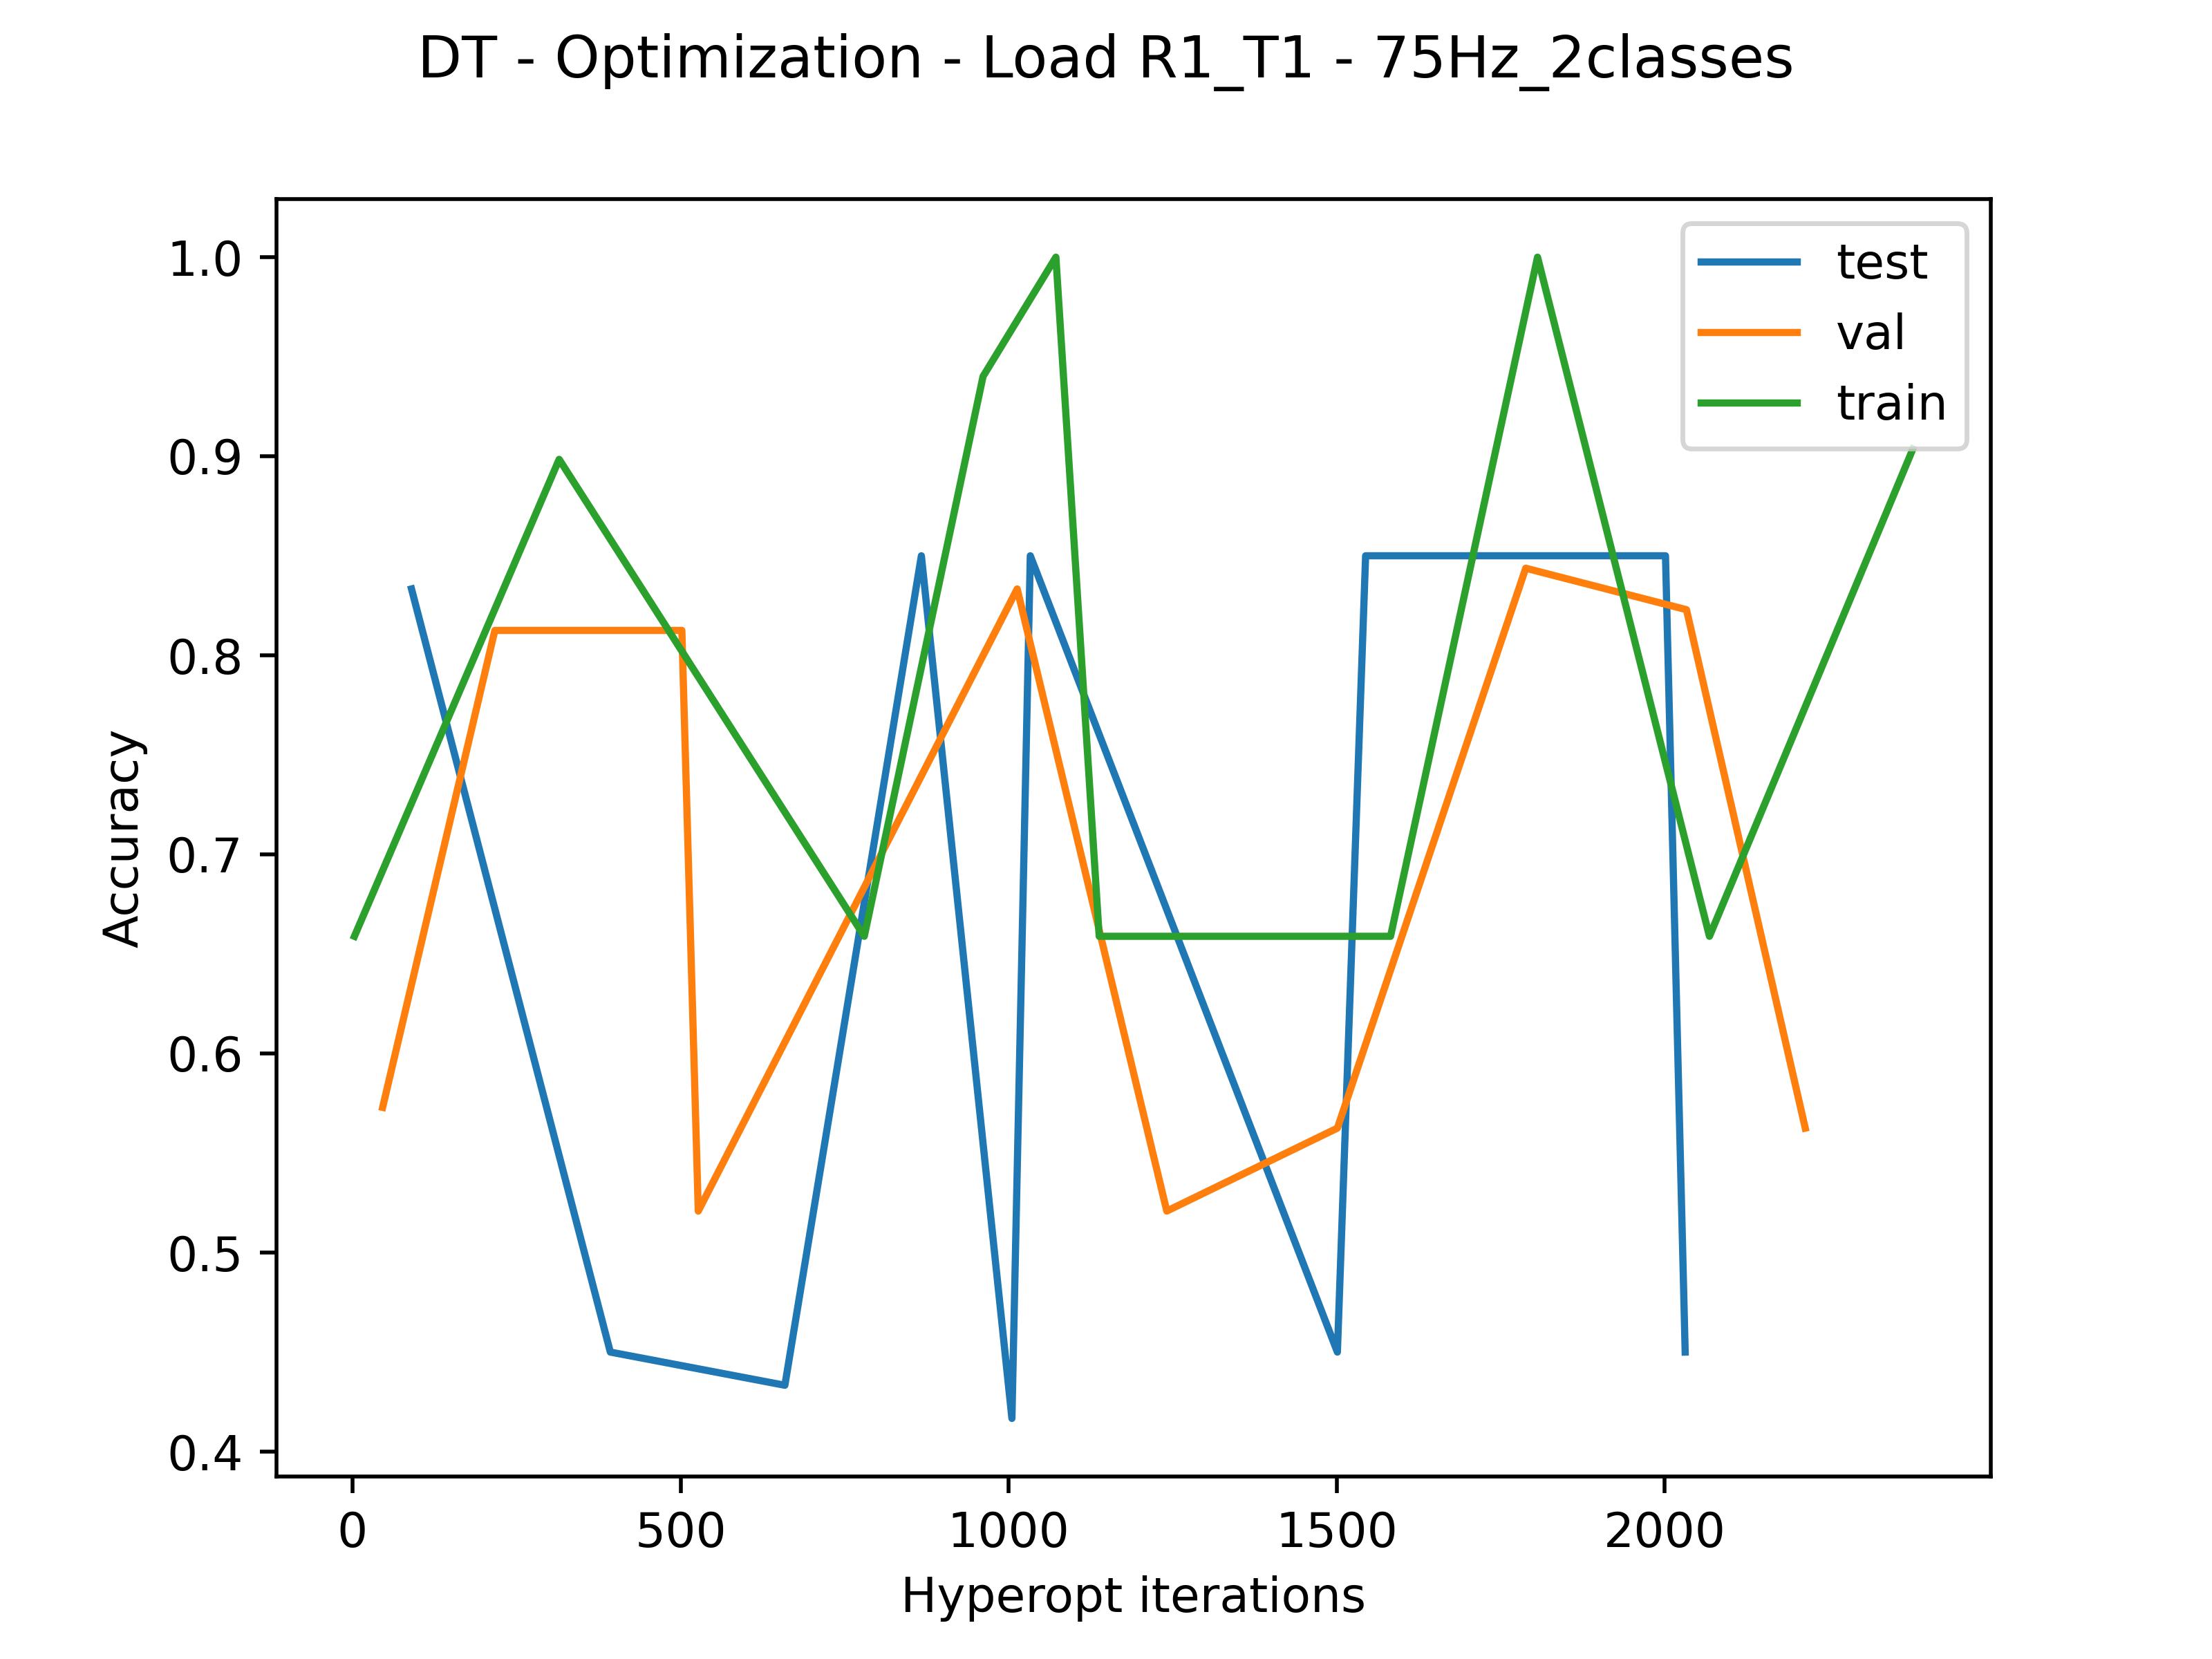 DT - Optimization - Load R1_T1 - 75Hz_2classes
1.0
0.9
0.8
0.7
0.6
0.5
0.4
Accuracy
test
val
train
0 500 1000 1500 2000
Hyperopt iterations